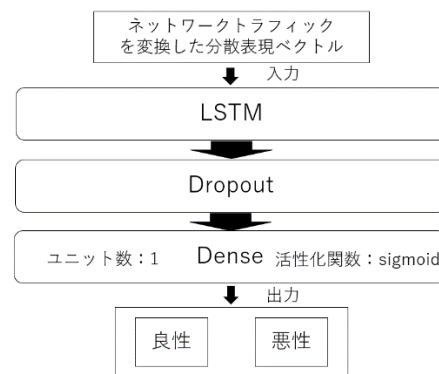 ネットワークトラフィック
を変換した分散表現ベクトル
入力
LSTM
Dropout
ユニット数：1 Dense 活性化関数：sigmoid
出力
良性 悪性